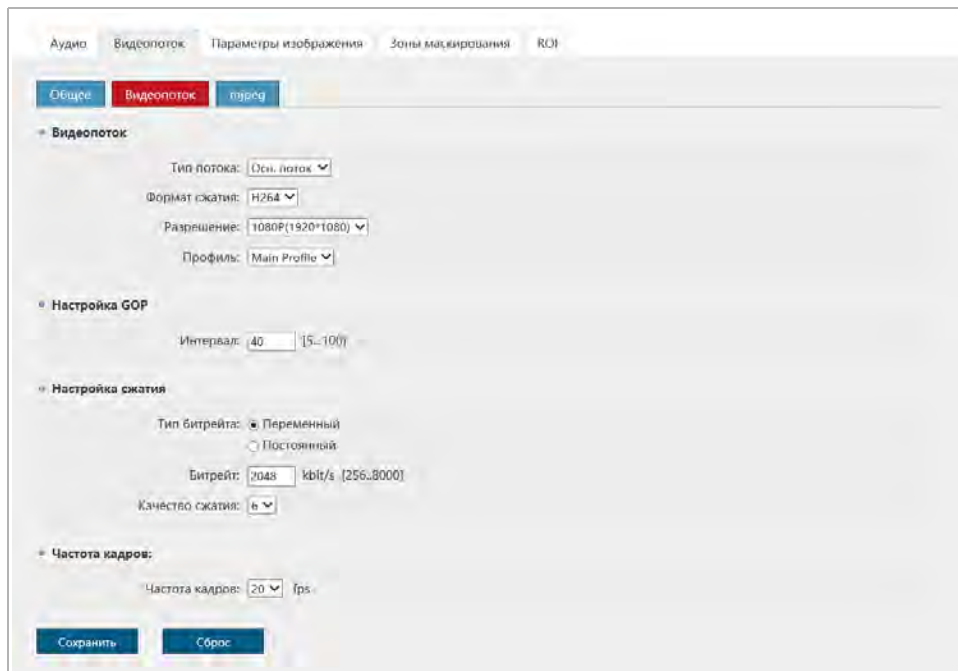 Аудио Видеопоток Параметры изображения Зоны маскирования ROI
Общее Видеопоток mjpeg
Видеопоток
Тип потока: Осн. поток
Формат сжатия: H264
Разрешение: 1080P(1920*1080)
Профиль: Main Profile
Настройка GOP
Интервал: 40 [5..100]
Настройка сжатия
Тип битрейта: Переменный
Постоянный
Битрейт: 2048 kbit/s [256..8000]
Качество сжатия: 6
Частота кадров:
Частота кадров: 20 fps
Сохранить Сброс